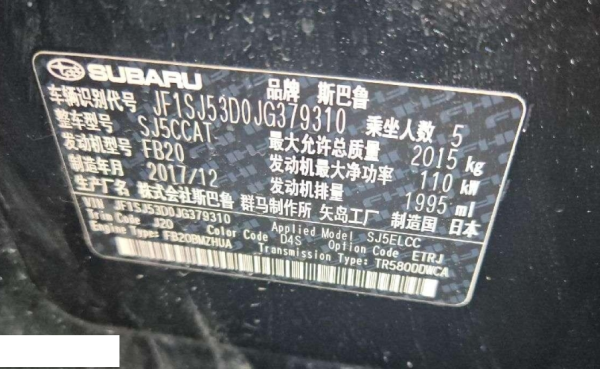 SUBARU 品牌 斯巴鲁
车辆识别代号 JF1SJ53D0JG379310 乘坐人数 5
整车型号 SJ5CCAT 最大允许总质量 2015 kg
发动机型号 FB20 发动机最大净功率 110 kW
制造年月 2017/12 发动机排量 1995 ml
生产厂名 株式会社斯巴鲁 群马制作所 矢岛工厂 制造国 日本
VIN JF1SJ53D0JG379310 Applied Model SJ5ELCC
Trim Code J20 Color Code D4S Option Code ETRJ
Engine Type: FB20BMZHUA Transmission Type: TR580DDWCA